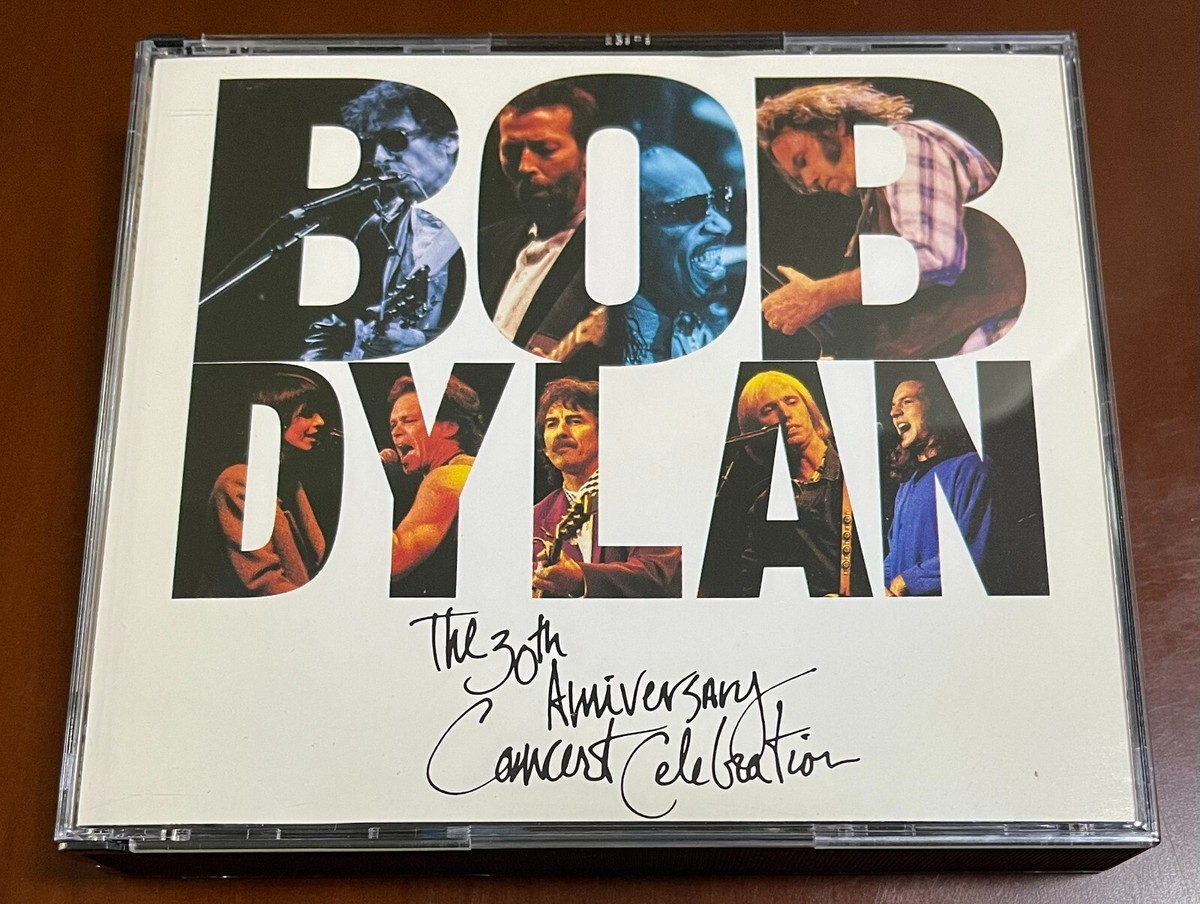 BOB
DYLAN
The 30th
Anniversary
Concert Celebration